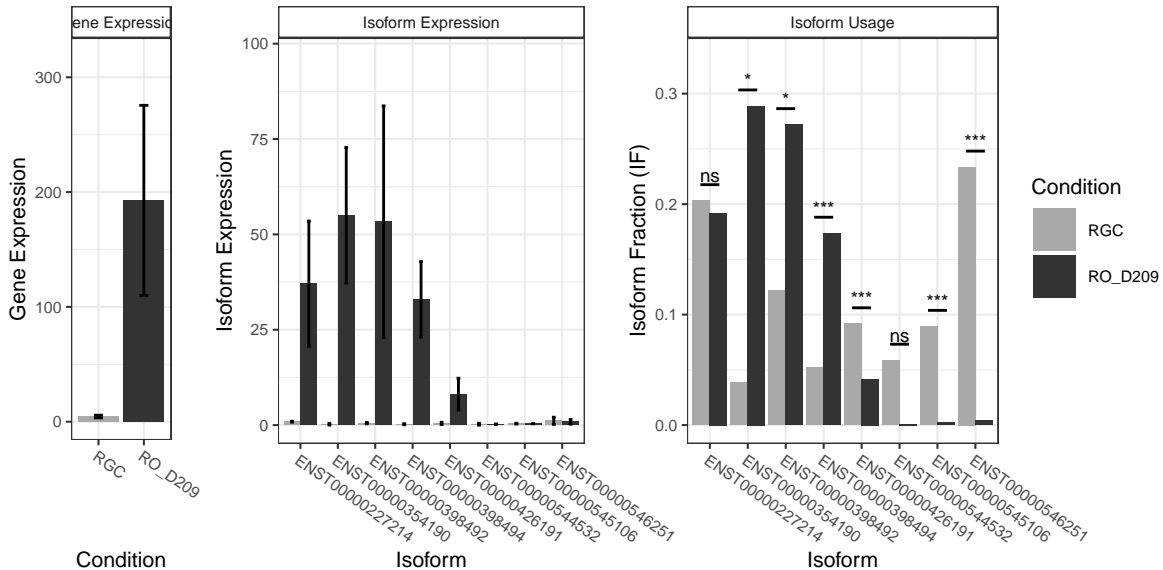 ene Expressio
Gene Expression
300
200
100
0
RGC
RO_D209
Condition
Isoform Expression
Isoform Expression
100
75
50
25
0
ENST00000227214
ENST00000354190
ENST00000398492
ENST00000398494
ENST00000426191
ENST00000544532
ENST00000545106
ENST00000546251
Isoform
Isoform Usage
Isoform Fraction (IF)
0.3
0.2
0.1
0.0
ns
*
*
***
***
ns
***
***
ENST00000227214
ENST00000354190
ENST00000398492
ENST00000398494
ENST00000426191
ENST00000544532
ENST00000545106
ENST00000546251
Isoform
Condition
RGC
RO_D209